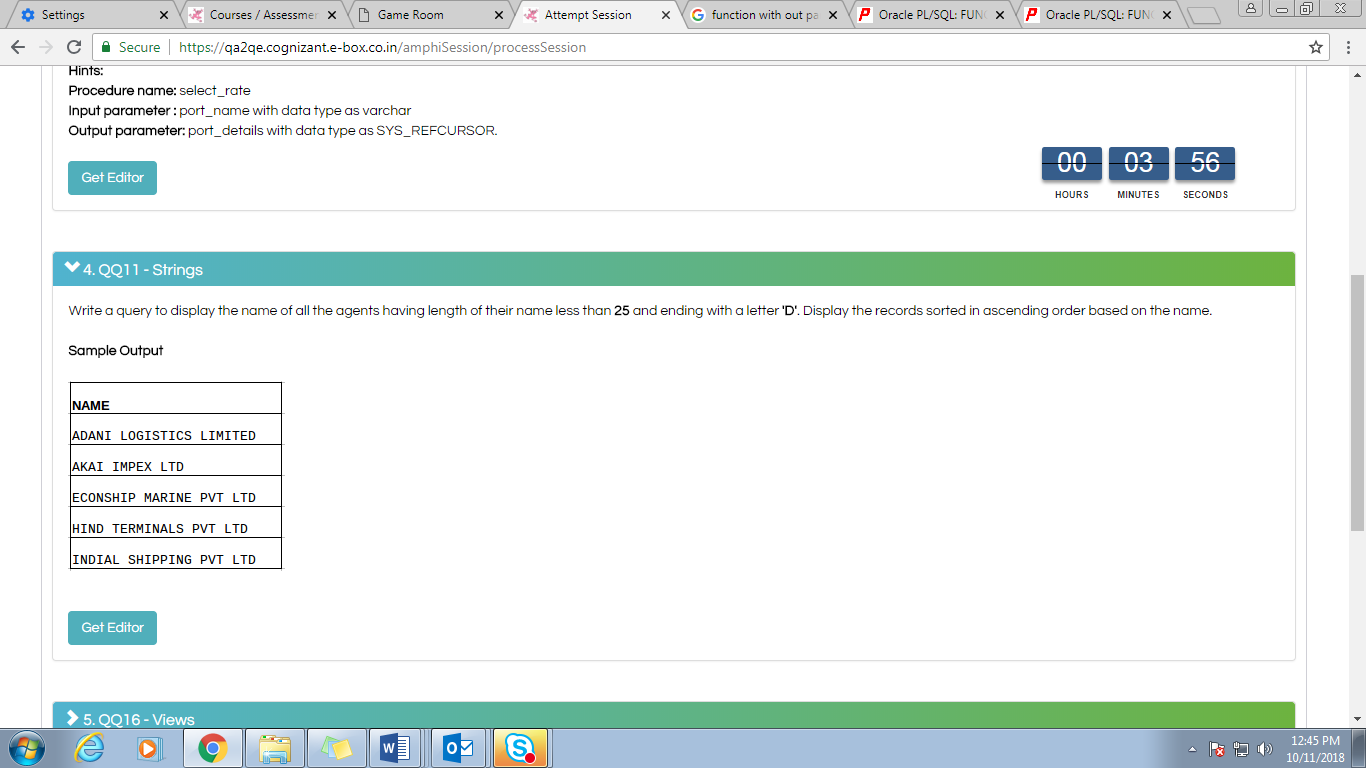 Settings
Courses / Assessmen
Game Room
Attempt Session
function with out pa
Oracle PL/SQL: FUNC
Oracle PL/SQL: FUNC
Secure
https://qa2qe.cognizant.e-box.co.in/amphiSession/processSession
Hints:
Procedure name: select_rate
Input parameter : port_name with data type as varchar
Output parameter: port_details with data type as SYS_REFCURSOR.
Get Editor
00 03 56
HOURS MINUTES SECONDS
4. QQ11 - Strings
Write a query to display the name of all the agents having length of their name less than 25 and ending with a letter 'D'. Display the records sorted in ascending order based on the name.
Sample Output
NAME
ADANI LOGISTICS LIMITED
AKAI IMPEX LTD
ECONSHIP MARINE PVT LTD
HIND TERMINALS PVT LTD
INDIAL SHIPPING PVT LTD
Get Editor
5. QQ16 - Views
12:45 PM
10/11/2018